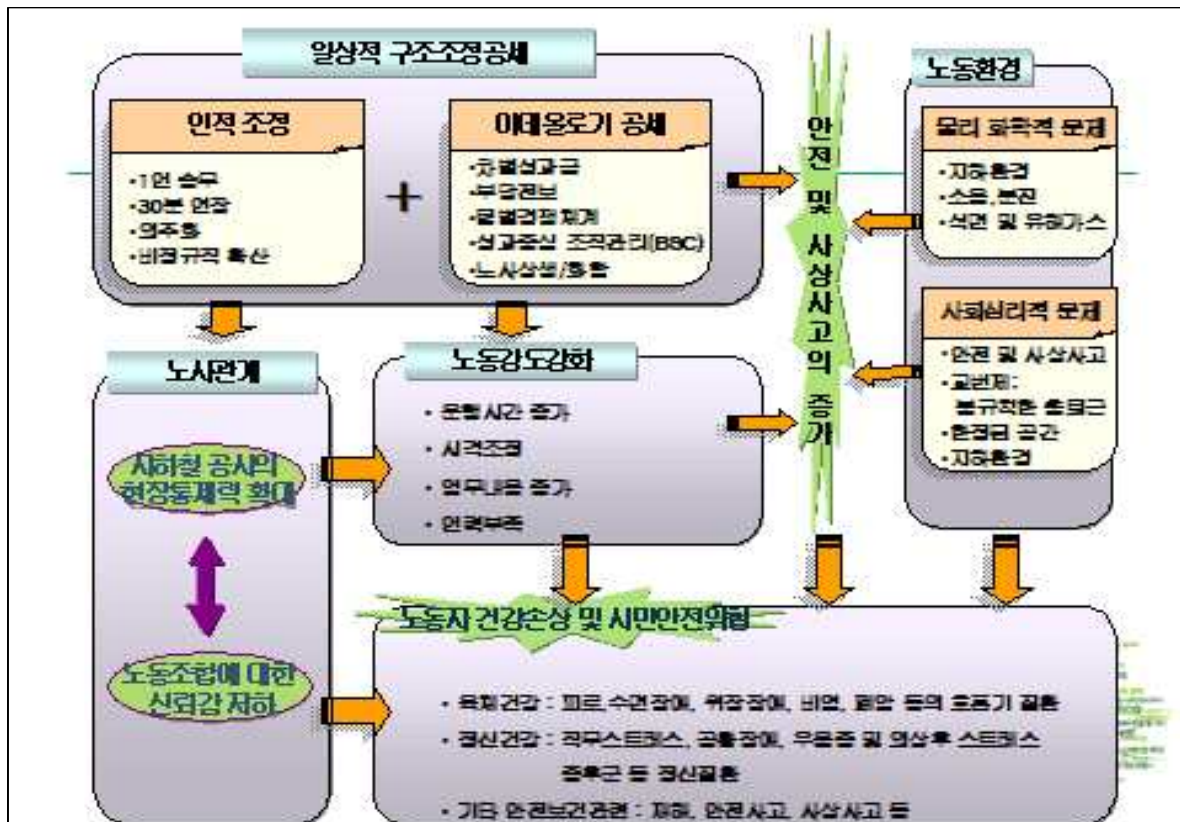 일상적 구조조정공세
인적 조정
•1인 승무
•30분 연장
•외주화
•비정규직 확산
+
이데올로기 공세
•차별성과급
•부당전보
•개별경쟁체계
•성과중심 조직관리(BSC)
•노사상생/화합
안전 및 사상사고의 증가
노동환경
물리 화학적 문제
•지하환경
•소음,분진
•석면 및 유해가스
사회심리적 문제
•안전 및 사상사고
•교번제:
불규칙한 출퇴근
•한정된 공간
•지하환경
노사관계
지하철 공사의
현장통제력 확대
노동조합에 대한
신뢰감 저하
노동강도강화
• 운행시간 증가
• 시격조정
• 업무내용 증가
• 인력부족
노동자 건강손상 및 시민안전위협
• 육체건강 : 피로,수면장애, 위장장애, 비염, 폐암 등의 호흡기 질환
• 정신건강 : 직무스트레스, 공황장애, 우울증 및 외상후 스트레스
증후군 등 정신질환
• 기타 안전보건관련 : 재해, 안전사고, 사상사고 등